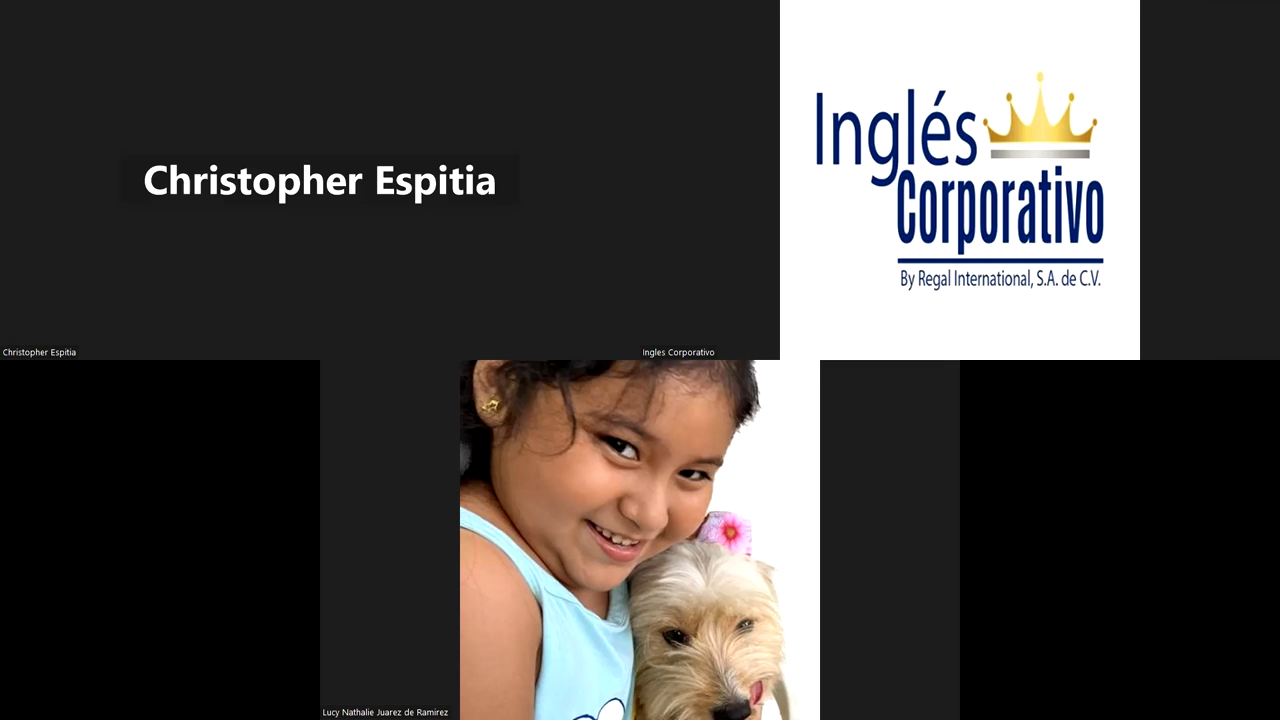 Christopher Espitia
Inglés
Corporativo
By Regal International, S.A. de C.V.
Christopher Espitia
Ingles Corporativo
Lucy Nathalie Juarez de Ramirez